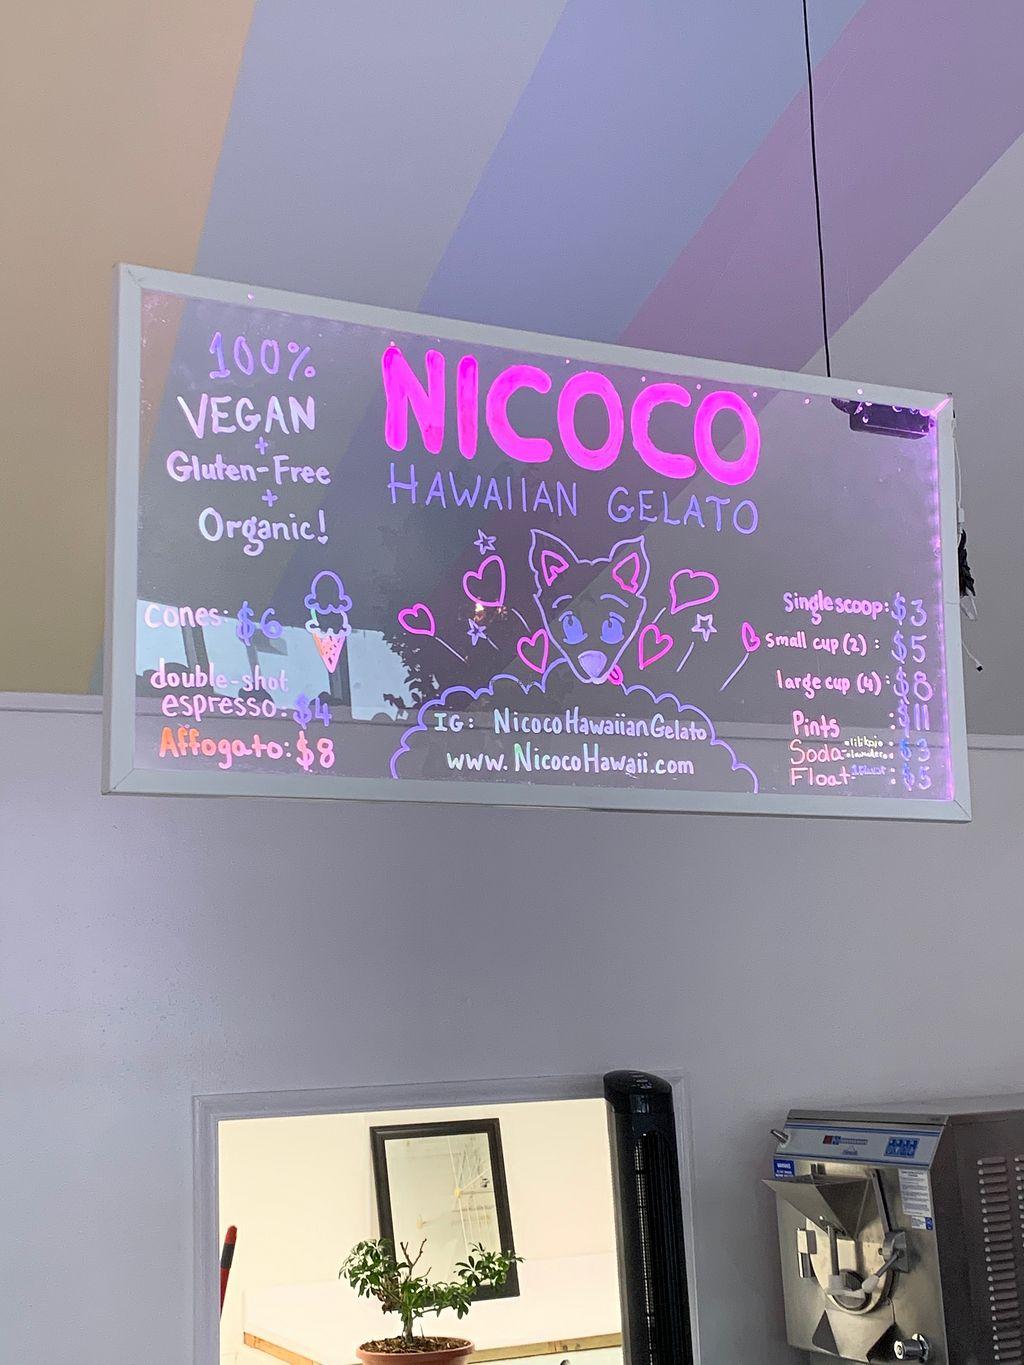 100%
VEGAN
+
Gluten-Free
+
Organic!
NICOCO
HAWAIIAN GELATO
cones: $6
double-shot
espresso: $4
Affogato: $8
IG: NicocoHawaiianGelato
www.NicocoHawaii.com
Single scoop: $3
small cup (2) : $5
large cup (4): $8
Pints : $11
Soda : $3
Float : $5